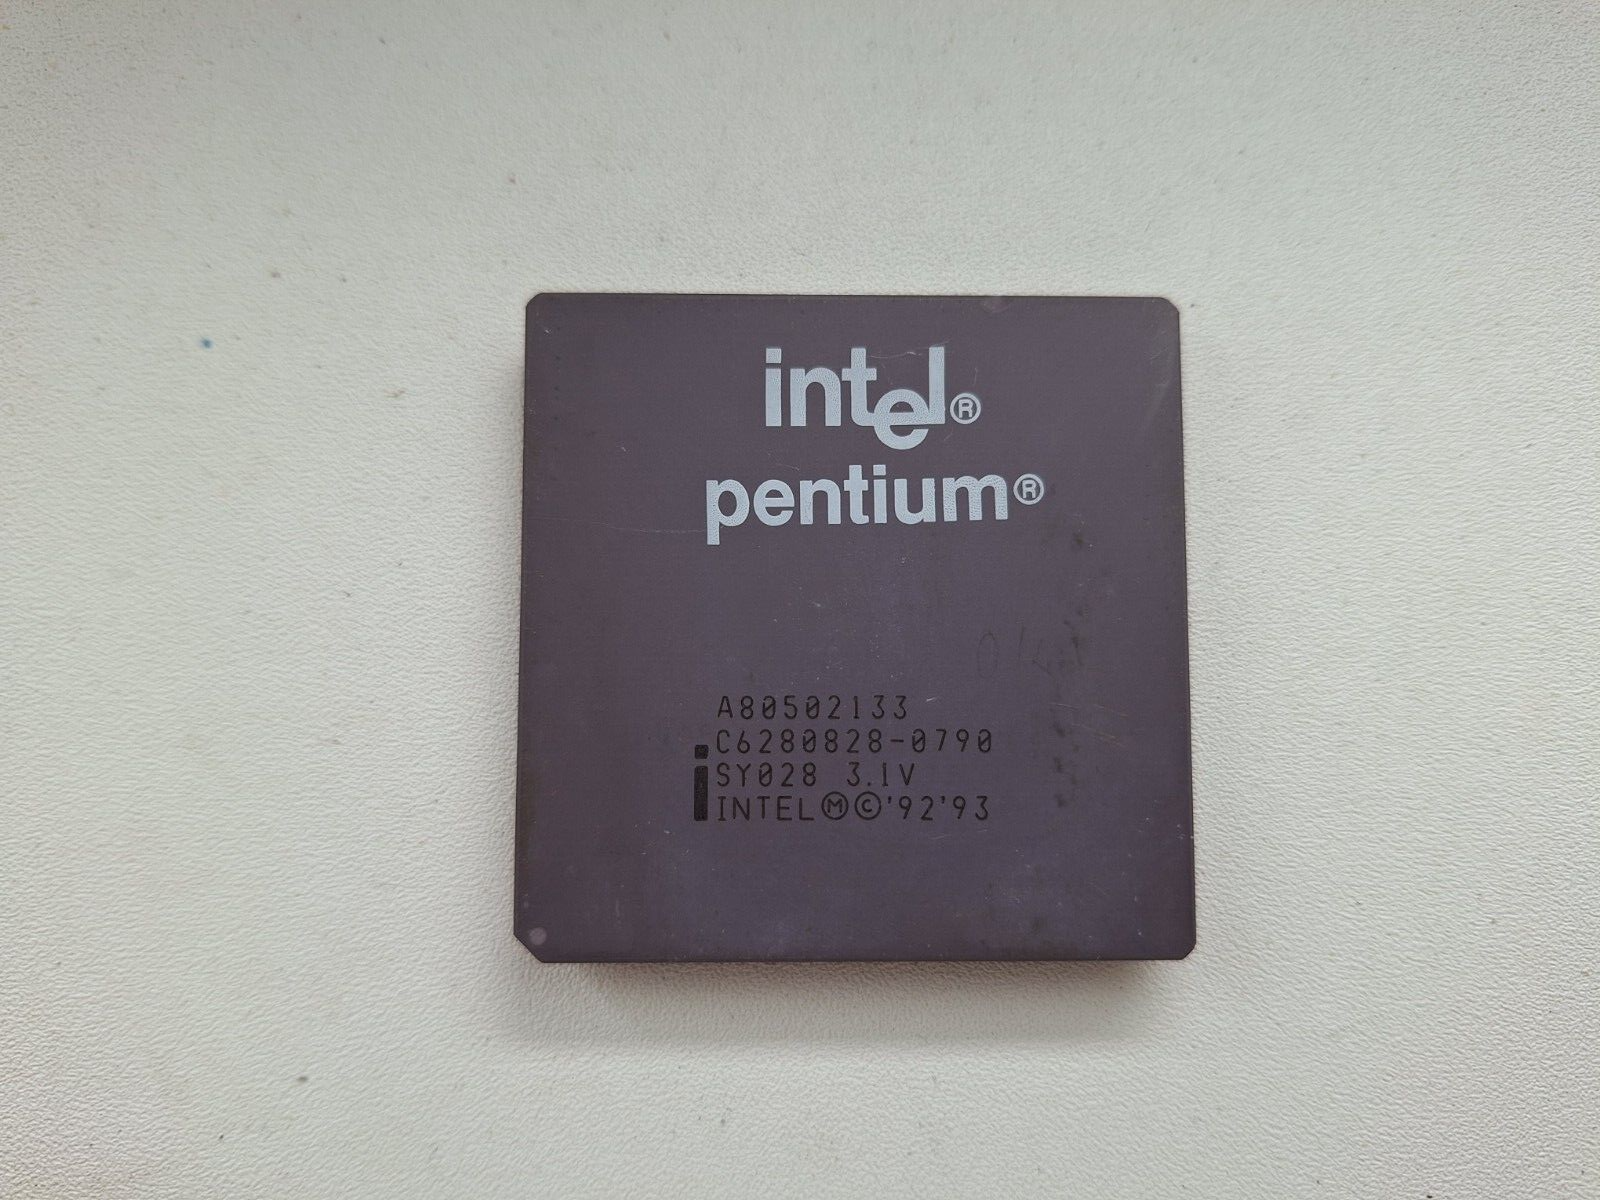 intel®
pentium®
A80502133
C6280828-0790
SY028 3.1V
INTEL Ⓜ © '92 '93